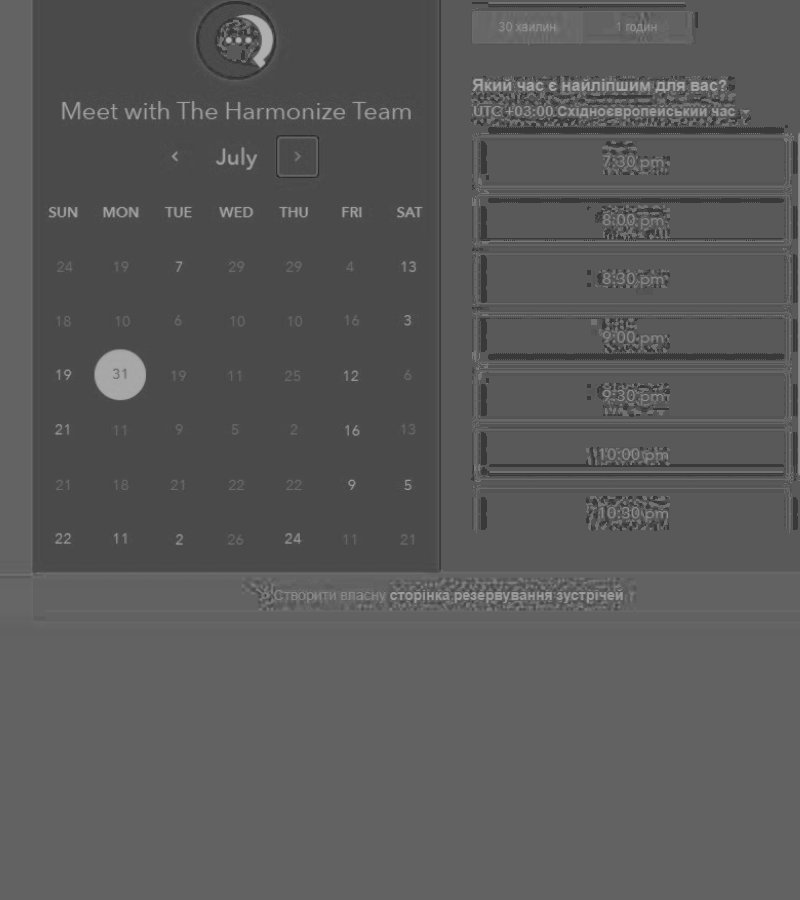 Meet with The Harmonize Team
July
SUN MON TUE WED THU FRI SAT
24 19 7 29 29 4 13
18 10 6 10 10 16 3
19 31 19 11 25 12 6
21 11 9 5 2 16 13
21 18 21 22 22 9 5
22 11 2 26 24 11 21
30 хвилин 1 годин
Який час є найліпшим для вас?
UTC +03:00 Східноєвропейський час
7:30 pm
8:00 pm
8:30 pm
9:00 pm
9:30 pm
10:00 pm
10:30 pm
Створити власну сторінка резервування зустрічей